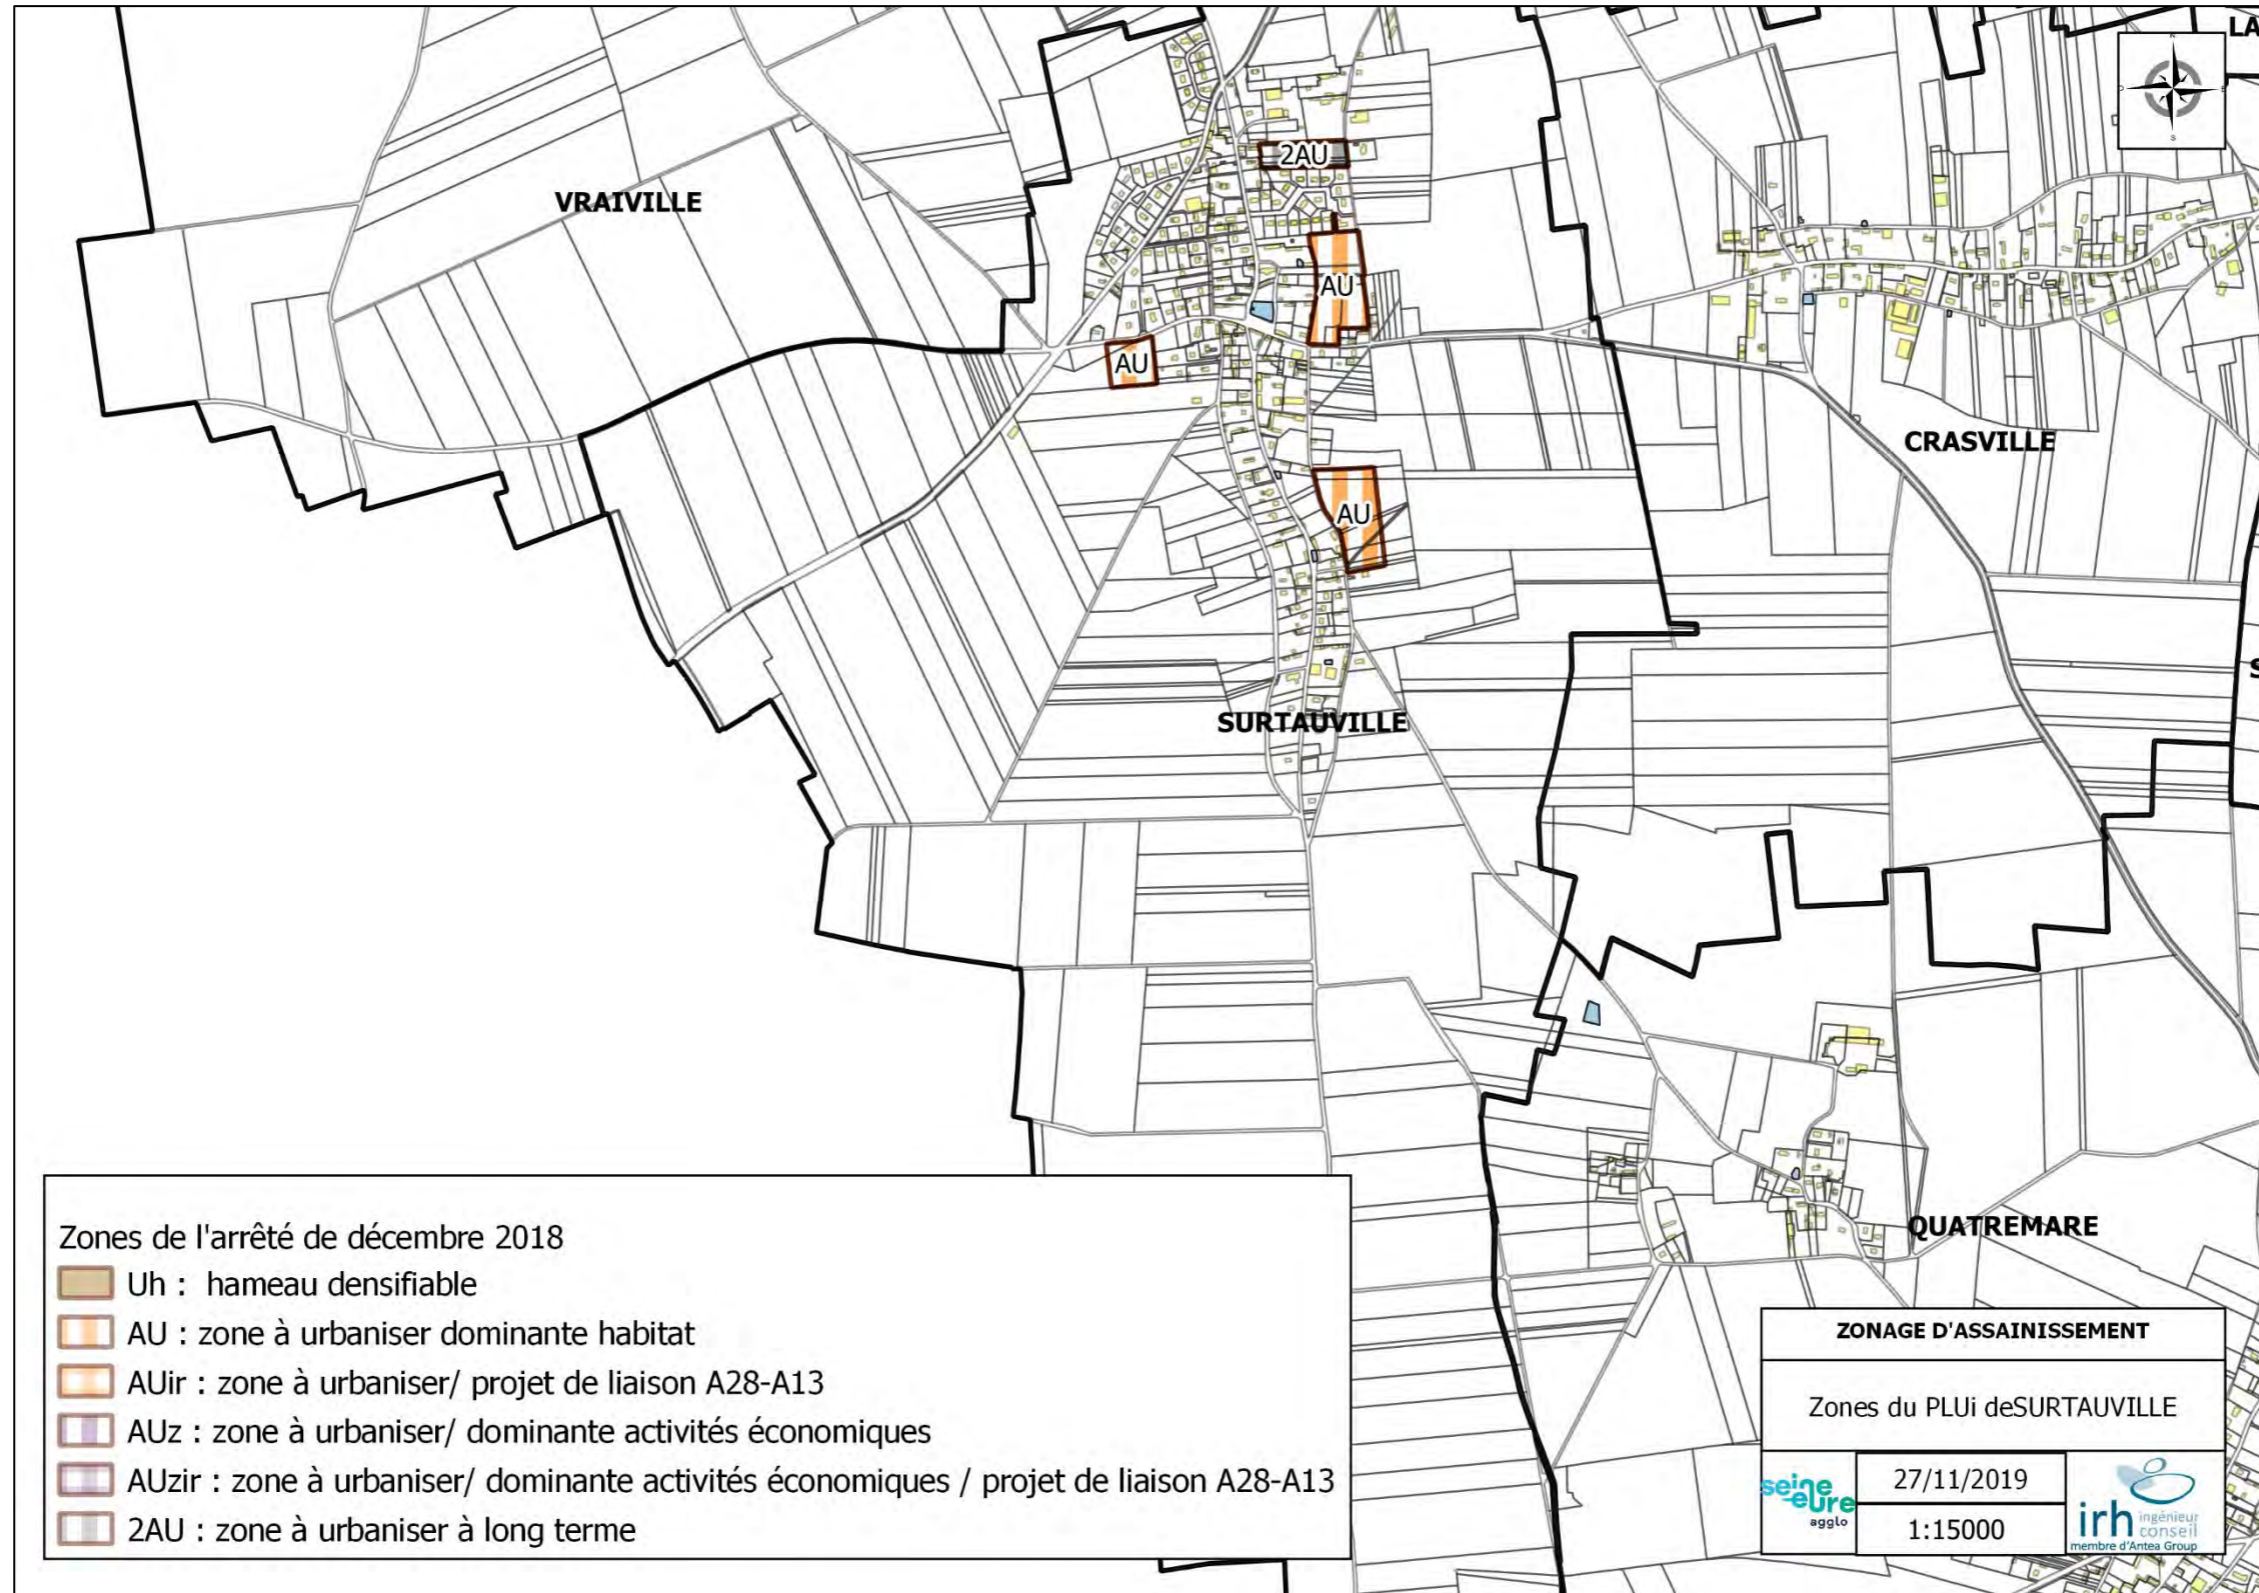 LA
N
S
2AU
VRAIVILLE
AU
AU
CRASVILLE
AU
S
SURTAUVILLE
QUATREMARE
Zones de l'arrêté de décembre 2018
Uh : hameau densifiable
AU : zone à urbaniser dominante habitat
AUir : zone à urbaniser/ projet de liaison A28-A13
AUz : zone à urbaniser/ dominante activités économiques
AUzir : zone à urbaniser/ dominante activités économiques / projet de liaison A28-A13
2AU : zone à urbaniser à long terme
ZONAGE D'ASSAINISSEMENT
Zones du PLUi deSURTAUVILLE
seine
eure
agglo
27/11/2019
1:15000
irh ingénieur
conseil
membre d'Antea Group